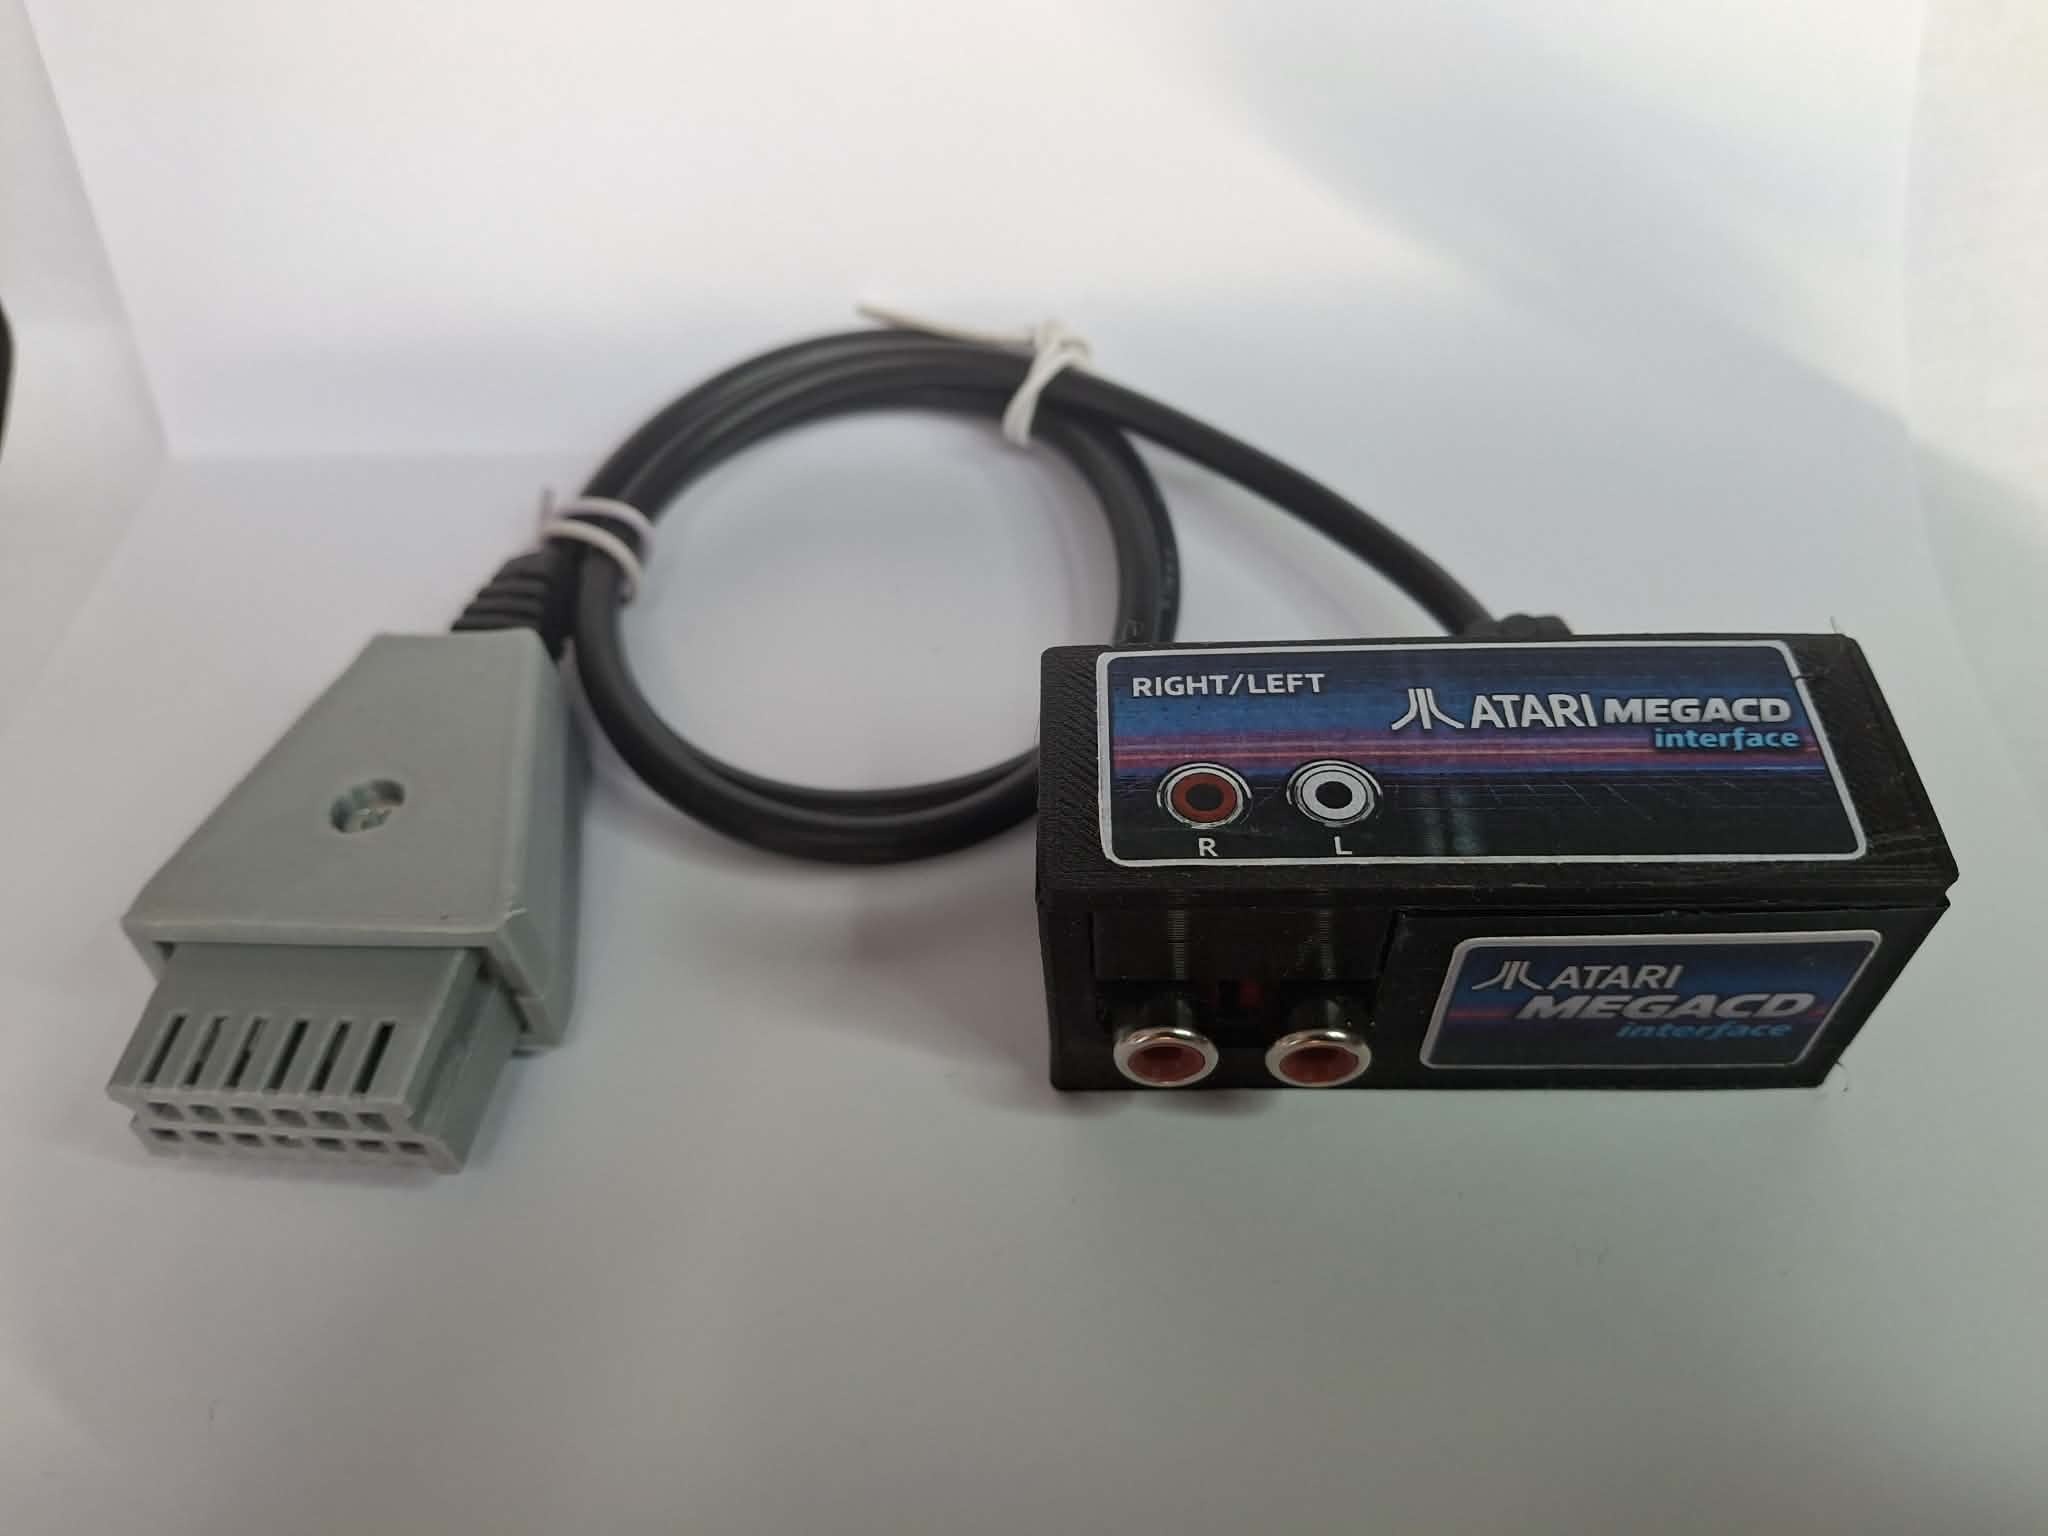 RIGHT/LEFT
ATARI MEGACD
interface
R L
ATARI
MEGACD
interface